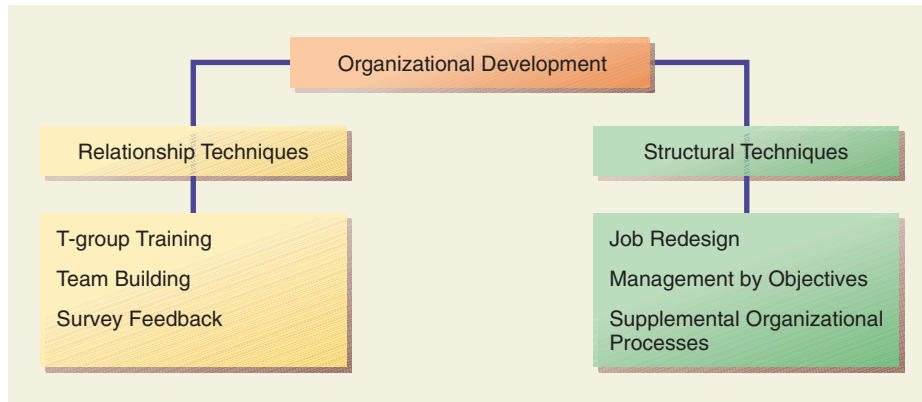 Organizational Development
Relationship Techniques
Structural Techniques
T-group Training
Team Building
Survey Feedback
Job Redesign
Management by Objectives
Supplemental Organizational
Processes